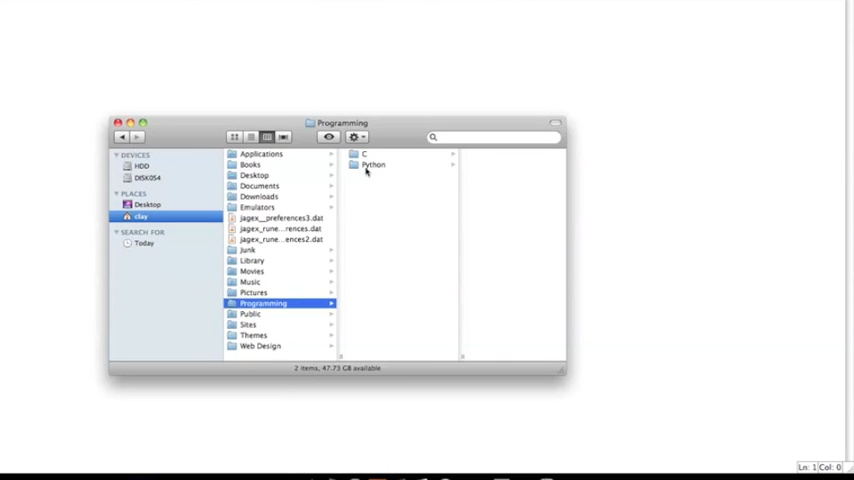 Programming
DEVICES
HDD
DISK054
PLACES
Desktop
clay
SEARCH FOR
Today
Applications
Books
Desktop
Documents
Downloads
Emulators
jagex__preferences3.dat
jagex_rune...rences.dat
jagex_rune...ences2.dat
Junk
Library
Movies
Music
Pictures
Programming
Public
Sites
Themes
Web Design
C
Python
2 items, 47.73 GB available
Ln: 1 Col: 0